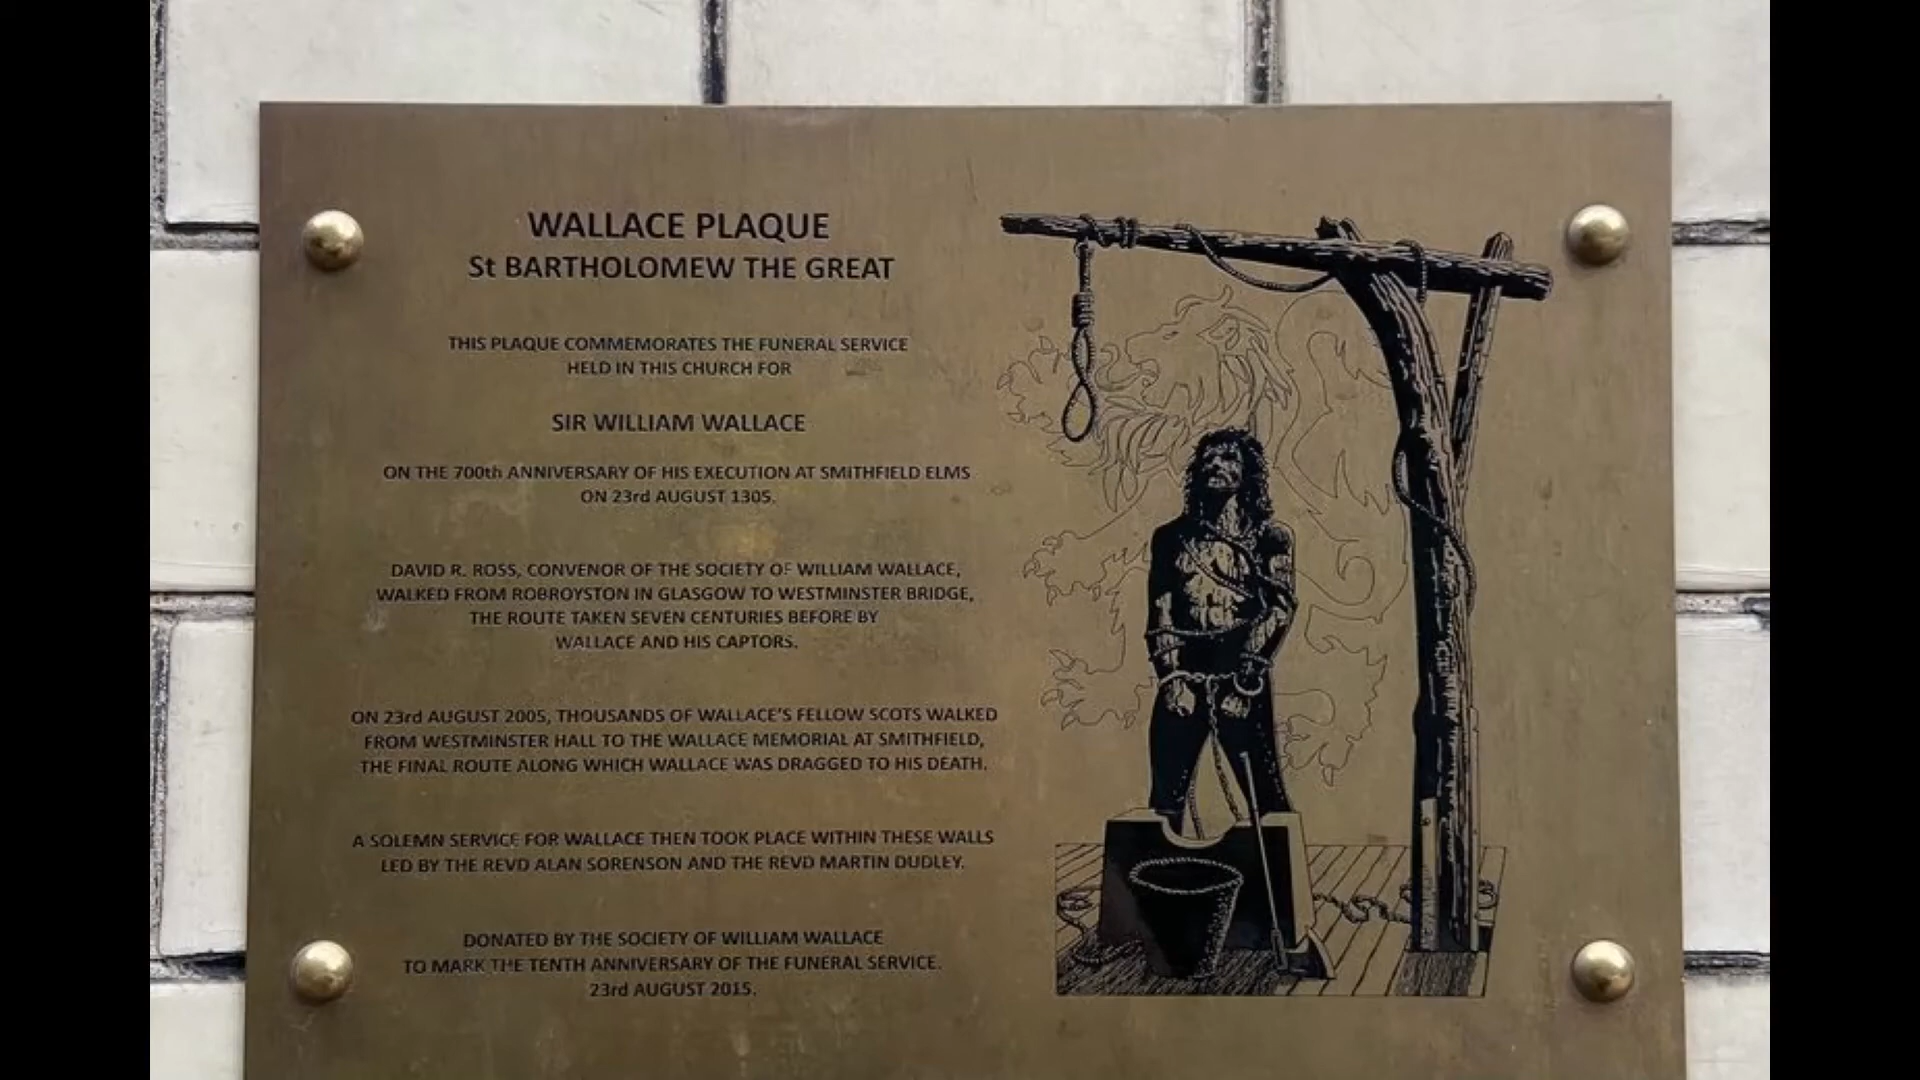 WALLACE PLAQUE
St BARTHOLOMEW THE GREAT
THIS PLAQUE COMMEMORATES THE FUNERAL SERVICE
HELD IN THIS CHURCH FOR
SIR WILLIAM WALLACE
ON THE 700th ANNIVERSARY OF HIS EXECUTION AT SMITHFIELD ELMS
ON 23rd AUGUST 1305.
DAVID R. ROSS, CONVENOR OF THE SOCIETY OF WILLIAM WALLACE,
WALKED FROM ROBROYSTON IN GLASGOW TO WESTMINSTER BRIDGE,
THE ROUTE TAKEN SEVEN CENTURIES BEFORE BY
WALLACE AND HIS CAPTORS.
ON 23rd AUGUST 2005, THOUSANDS OF WALLACE'S FELLOW SCOTS WALKED
FROM WESTMINSTER HALL TO THE WALLACE MEMORIAL AT SMITHFIELD,
THE FINAL ROUTE ALONG WHICH WALLACE WAS DRAGGED TO HIS DEATH.
A SOLEMN SERVICE FOR WALLACE THEN TOOK PLACE WITHIN THESE WALLS
LED BY THE REVD ALAN SORENSON AND THE REVD MARTIN DUDLEY.
DONATED BY THE SOCIETY OF WILLIAM WALLACE
TO MARK THE TENTH ANNIVERSARY OF THE FUNERAL SERVICE.
23rd AUGUST 2015.